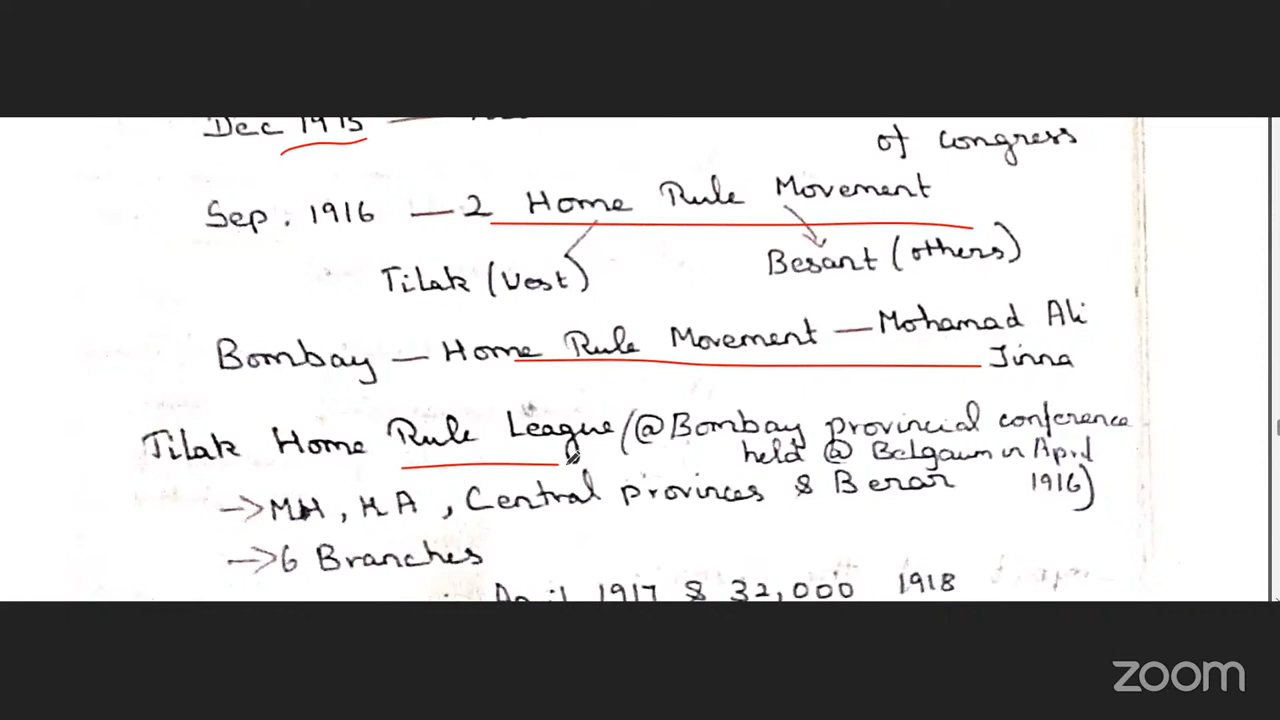 Dec 1915 —
of congress
Sep. 1916 — 2 Home Rule Movement
Tilak (Vest) Besant (others)
Bombay — Home Rule Movement — Mohamad Ali
Jinna
Tilak Home Rule League (@Bombay provincial conference
held @ Belgaum in April
1916)
→ MH, KA, Central provinces & Berar
→ 6 Branches
April 1917 & 32,000 1918
zoom